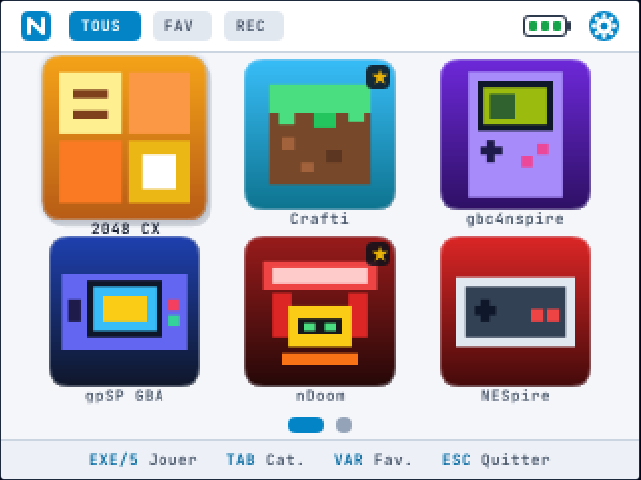 N TOUS FAV REC
2048 CX Crafti gbc4nspire
gpSP GBA nDoom NESpire
EXE/5 Jouer TAB Cat. VAR Fav. ESC Quitter